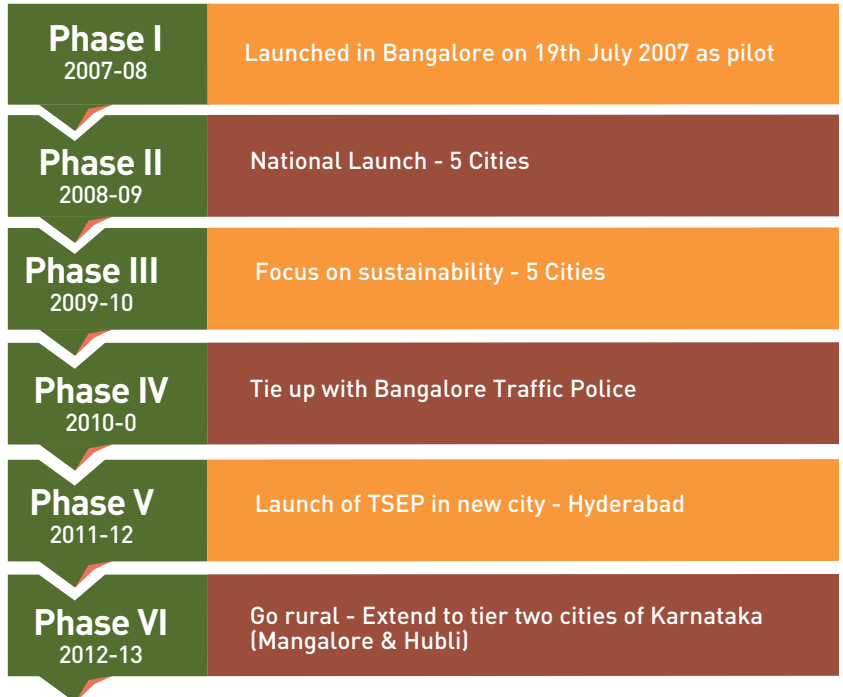 Phase I
2007-08
Launched in Bangalore on 19th July 2007 as pilot
Phase II
2008-09
National Launch - 5 Cities
Phase III
2009-10
Focus on sustainability - 5 Cities
Phase IV
2010-0
Tie up with Bangalore Traffic Police
Phase V
2011-12
Launch of TSEP in new city - Hyderabad
Phase VI
2012-13
Go rural - Extend to tier two cities of Karnataka
(Mangalore & Hubli)